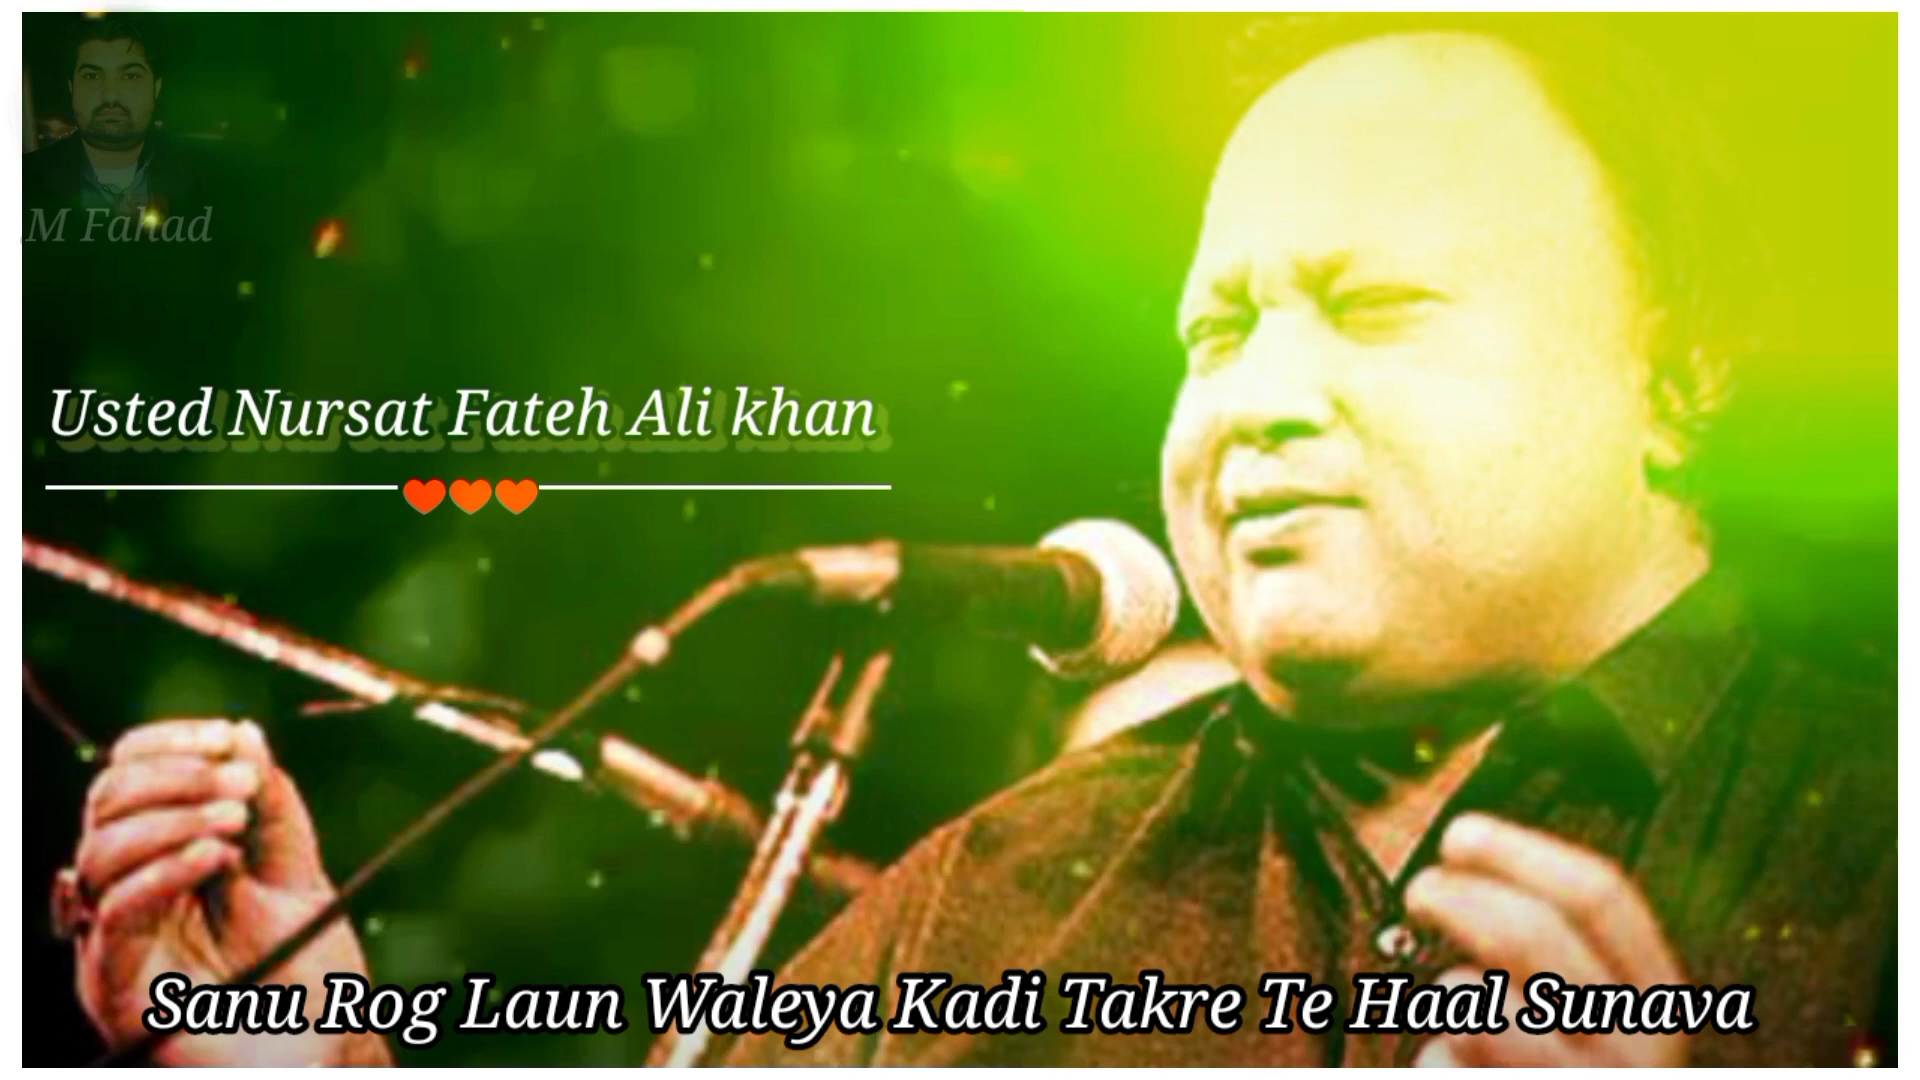 M Fahad
Usted Nursat Fateh Ali khan
Sanu Rog Laun Waleya Kadi Takre Te Haal Sunava